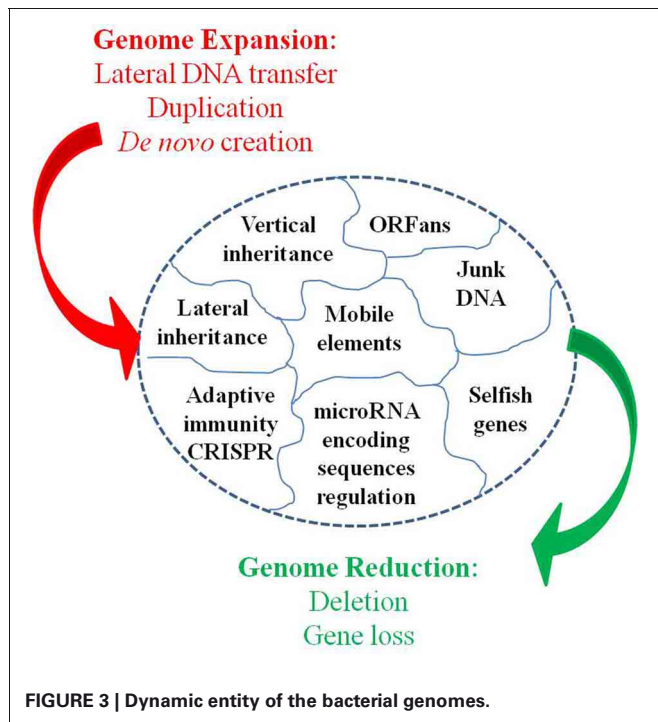 Genome Expansion:
Lateral DNA transfer
Duplication
De novo creation
Vertical
inheritance
ORFans
Junk
DNA
Lateral
inheritance
Mobile
elements
Adaptive
immunity
CRISPR
microRNA
encoding
sequences
regulation
Selfish
genes
Genome Reduction:
Deletion
Gene loss
FIGURE 3 | Dynamic entity of the bacterial genomes.